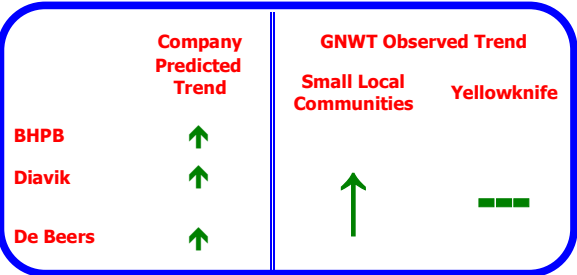 Company
Predicted
Trend
GNWT Observed Trend
Small Local
Communities
Yellowknife
BHPB
Diavik
De Beers
---